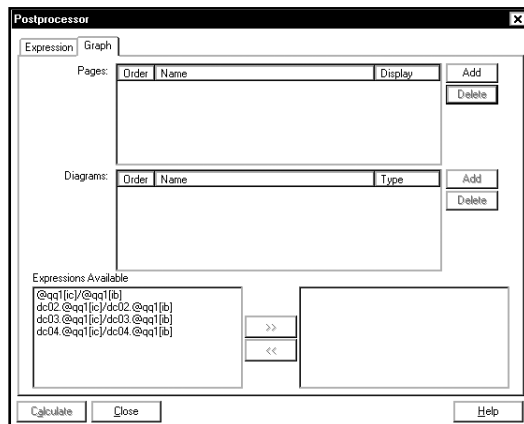 Postprocessor
Expression Graph
Pages: Order Name Display Add
Delete
Diagrams: Order Name Type Add
Delete
Expressions Available
@qq1[ic]/@qq1[ib]
dc02.@qq1[ic]/dc02.@qq1[ib]
dc03.@qq1[ic]/dc03.@qq1[ib]
dc04.@qq1[ic]/dc04.@qq1[ib]
>>
<<
Calculate Close Help